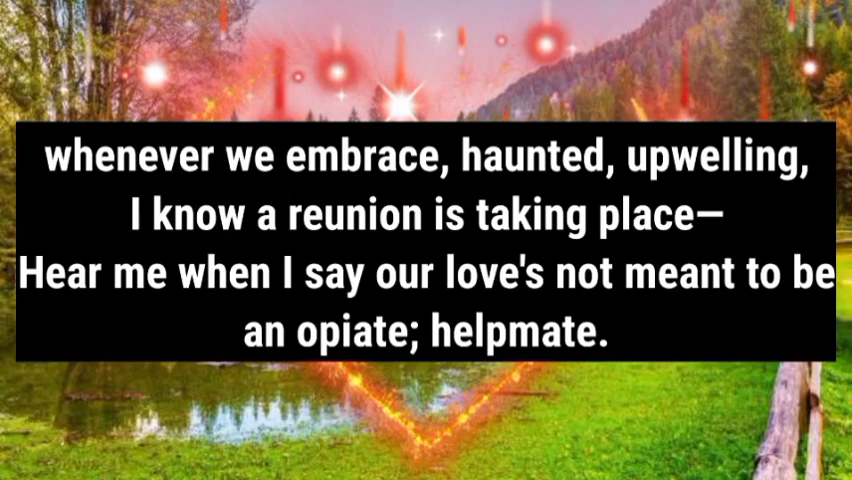 whenever we embrace, haunted, upwelling,
I know a reunion is taking place—
Hear me when I say our love's not meant to be
an opiate; helpmate.